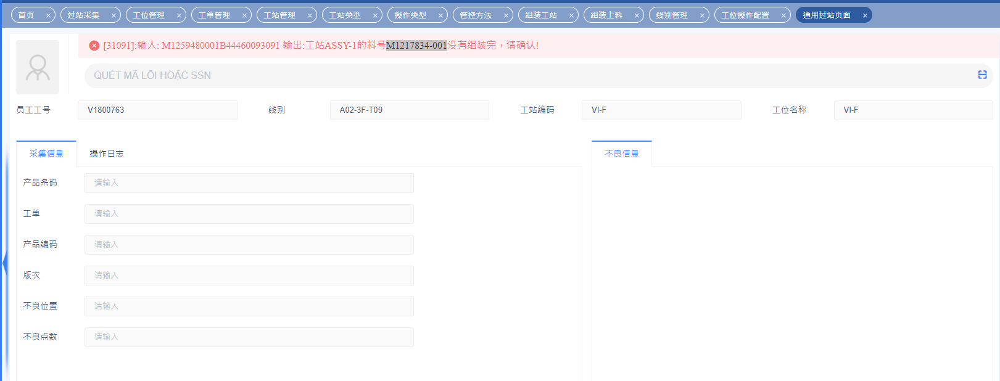 首页 × 过站采集 × 工位管理 × 工单管理 × 工站管理 × 工站类型 × 操作类型 × 管控方法 × 组装工站 × 组装上料 × 线别管理 × 工位操作配置 × 通用过站页面 ×
[31091]:输入: M1259480001B44460093091 输出:工站ASSY-1的料号M1217834-001没有组装完，请确认!
QUÉT MÃ LỖI HOẶC SSN
员工工号 V1800763 线别 A02-3F-T09 工站编码 VI-F 工位名称 VI-F
采集信息 操作日志 不良信息
产品条码 请输入
工单 请输入
产品编码 请输入
版次 请输入
不良位置 请输入
不良点数 请输入